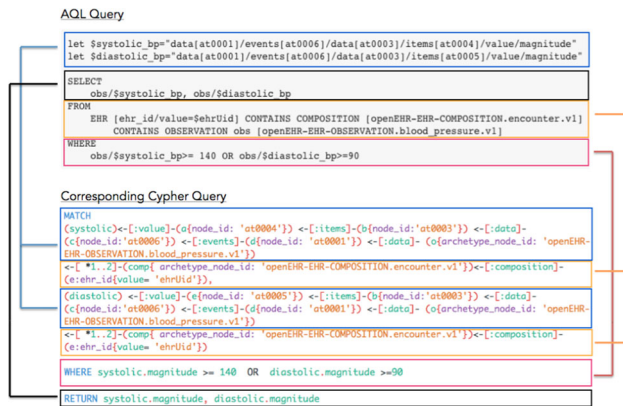 AQL Query
let $systolic_bp="data[at0001]/events[at0006]/data[at0003]/items[at0004]/value/magnitude"
let $diastolic_bp="data[at0001]/events[at0006]/data[at0003]/items[at0005]/value/magnitude"
SELECT
obs/$systolic_bp, obs/$diastolic_bp
FROM
EHR [ehr_id/value=$ehrUid] CONTAINS COMPOSITION [openEHR-EHR-COMPOSITION.encounter.v1]
CONTAINS OBSERVATION obs [openEHR-EHR-OBSERVATION.blood_pressure.v1]
WHERE
obs/$systolic_bp>= 140 OR obs/$diastolic_bp>=90
Corresponding Cypher Query
MATCH
(systolic)<-[:value]-(a{node_id: 'at0004'}) <-[:items]-(b{node_id:'at0003'}) <-[:data]-
(c{node_id:'at0006'}) <-[:events]-(d{node_id: 'at0001'}) <-[:data]- (o{archetype_node_id: 'openEHR-
EHR-OBSERVATION.blood_pressure.v1'})
<-[ *1..2]-(comp{ archetype_node_id: 'openEHR-EHR-COMPOSITION.encounter.v1'})<-[:composition]-
(e:ehr_id{value= 'ehrUid'}),
(diastolic) <-[:value]-(e{node_id: 'at0005'}) <-[:items]-(b{node_id:'at0003'}) <-[:data]-
(c{node_id:'at0006'}) <-[:events]-(d{node_id: 'at0001'}) <-[:data]- (o{archetype_node_id: 'openEHR-
EHR-OBSERVATION.blood_pressure.v1'})
<-[ *1..2]-(comp{ archetype_node_id: 'openEHR-EHR-COMPOSITION.encounter.v1'})<-[:composition]-
(e:ehr_id{value= 'ehrUid'})
WHERE systolic.magnitude >= 140 OR diastolic.magnitude >=90
RETURN systolic.magnitude, diastolic.magnitude